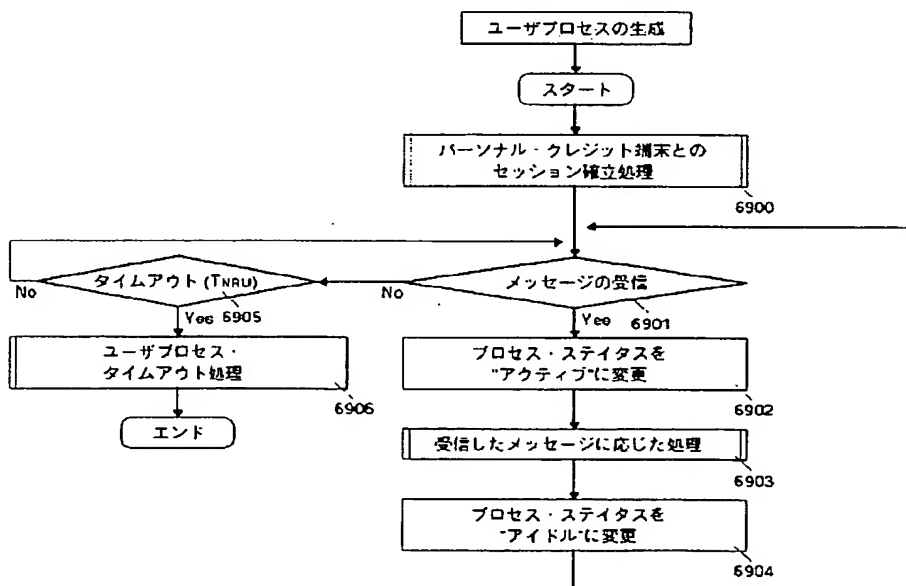 ユーザプロセスの生成
スタート
パーソナル・クレジット端末との
セッション確立処理
6900
メッセージの受信
6901
No
Yes
タイムアウト (TNRU)
6905
No
Yes
ユーザプロセス・
タイムアウト処理
6906
エンド
プロセス・ステイタスを
"アクティブ"に変更
6902
受信したメッセージに応じた処理
6903
プロセス・ステイタスを
"アイドル"に変更
6904